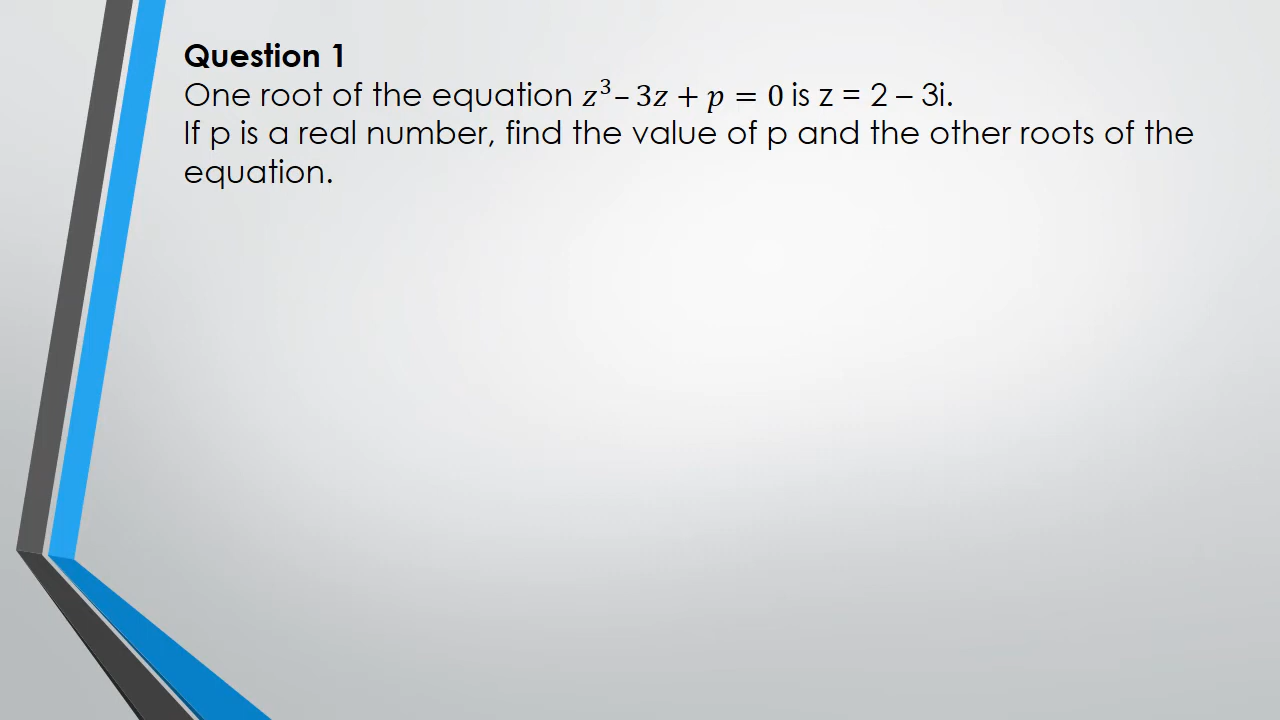 Question 1
One root of the equation z³– 3z + p = 0 is z = 2 – 3i.
If p is a real number, find the value of p and the other roots of the
equation.